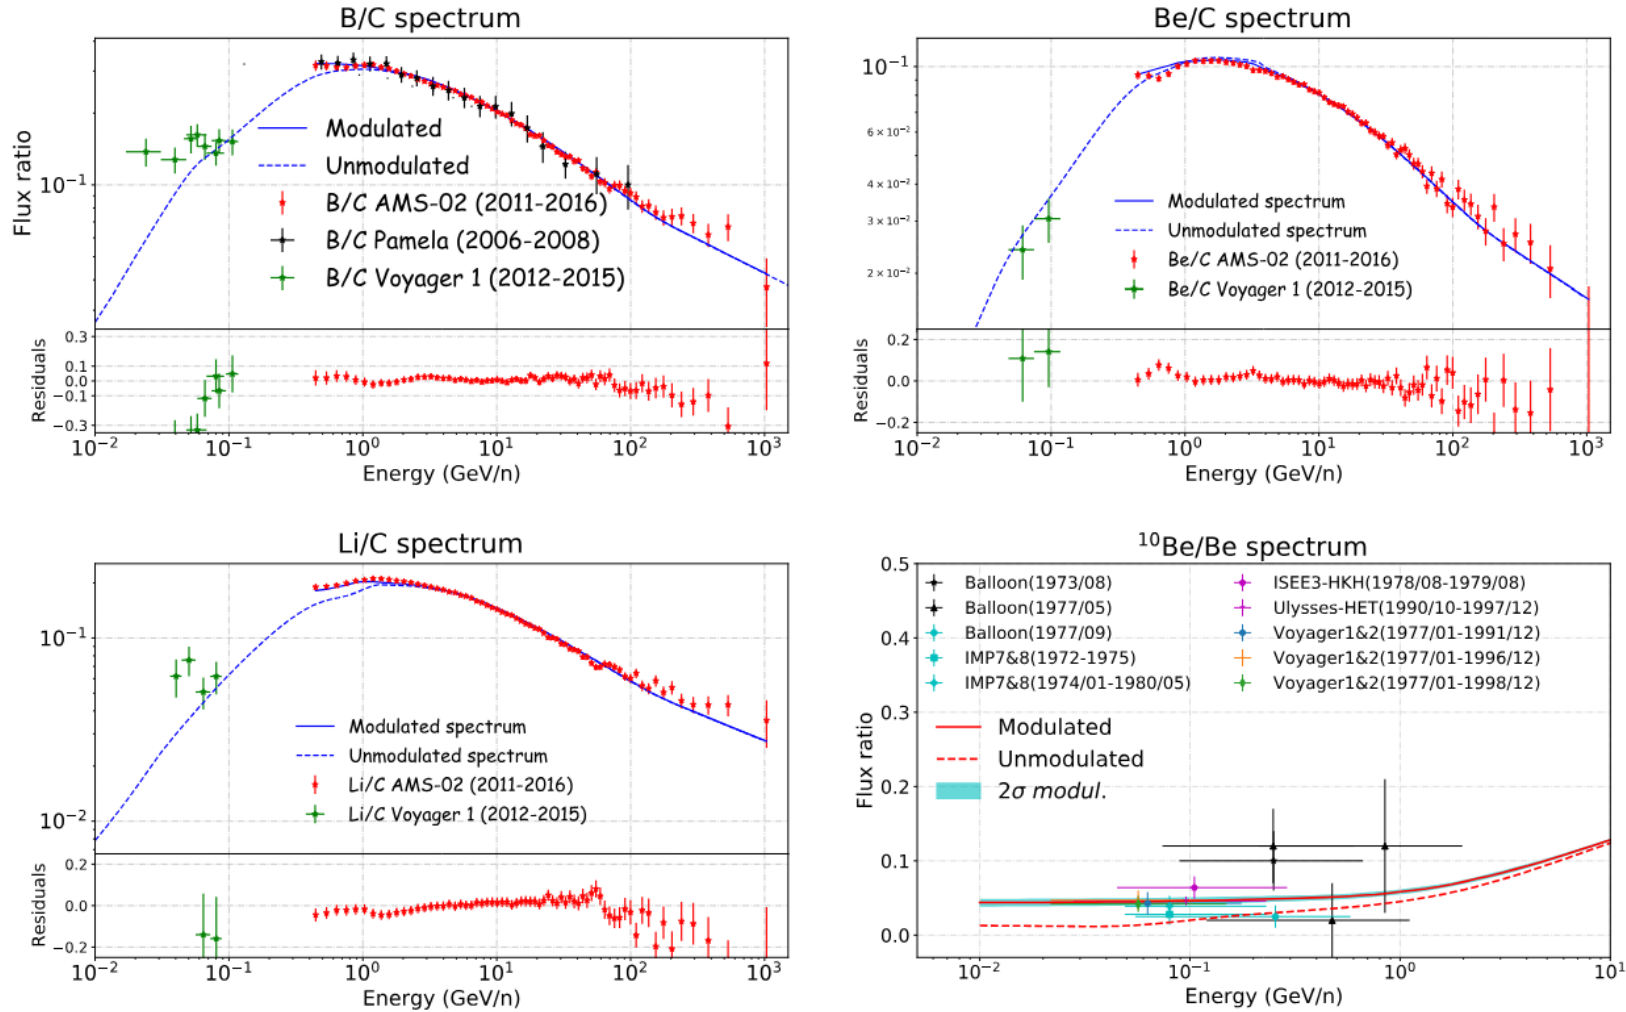 B/C spectrum
Flux ratio
10⁻¹
Modulated
Unmodulated
B/C AMS-02 (2011-2016)
B/C Pamela (2006-2008)
B/C Voyager 1 (2012-2015)
Residuals
0.3
0.1
0.0
−0.1
−0.3
10⁻² 10⁻¹ 10⁰ 10¹ 10² 10³
Energy (GeV/n)
Be/C spectrum
Flux ratio
10⁻¹
6 × 10⁻²
4 × 10⁻²
3 × 10⁻²
2 × 10⁻²
Modulated spectrum
Unmodulated spectrum
Be/C AMS-02 (2011-2016)
Be/C Voyager 1 (2012-2015)
Residuals
0.2
0.0
−0.2
10⁻² 10⁻¹ 10⁰ 10¹ 10² 10³
Energy (GeV/n)
Li/C spectrum
Flux ratio
10⁻¹
10⁻²
Modulated spectrum
Unmodulated spectrum
Li/C AMS-02 (2011-2016)
Li/C Voyager 1 (2012-2015)
Residuals
0.2
0.0
−0.2
10⁻² 10⁻¹ 10⁰ 10¹ 10² 10³
Energy (GeV/n)
¹⁰Be/Be spectrum
Flux ratio
0.5
0.4
0.3
0.2
0.1
0.0
Balloon(1973/08)
Balloon(1977/05)
Balloon(1977/09)
IMP7&8(1972-1975)
IMP7&8(1974/01-1980/05)
ISEE3-HKH(1978/08-1979/08)
Ulysses-HET(1990/10-1997/12)
Voyager1&2(1977/01-1991/12)
Voyager1&2(1977/01-1996/12)
Voyager1&2(1977/01-1998/12)
Modulated
Unmodulated
2σ modul.
10⁻² 10⁻¹ 10⁰ 10¹
Energy (GeV/n)